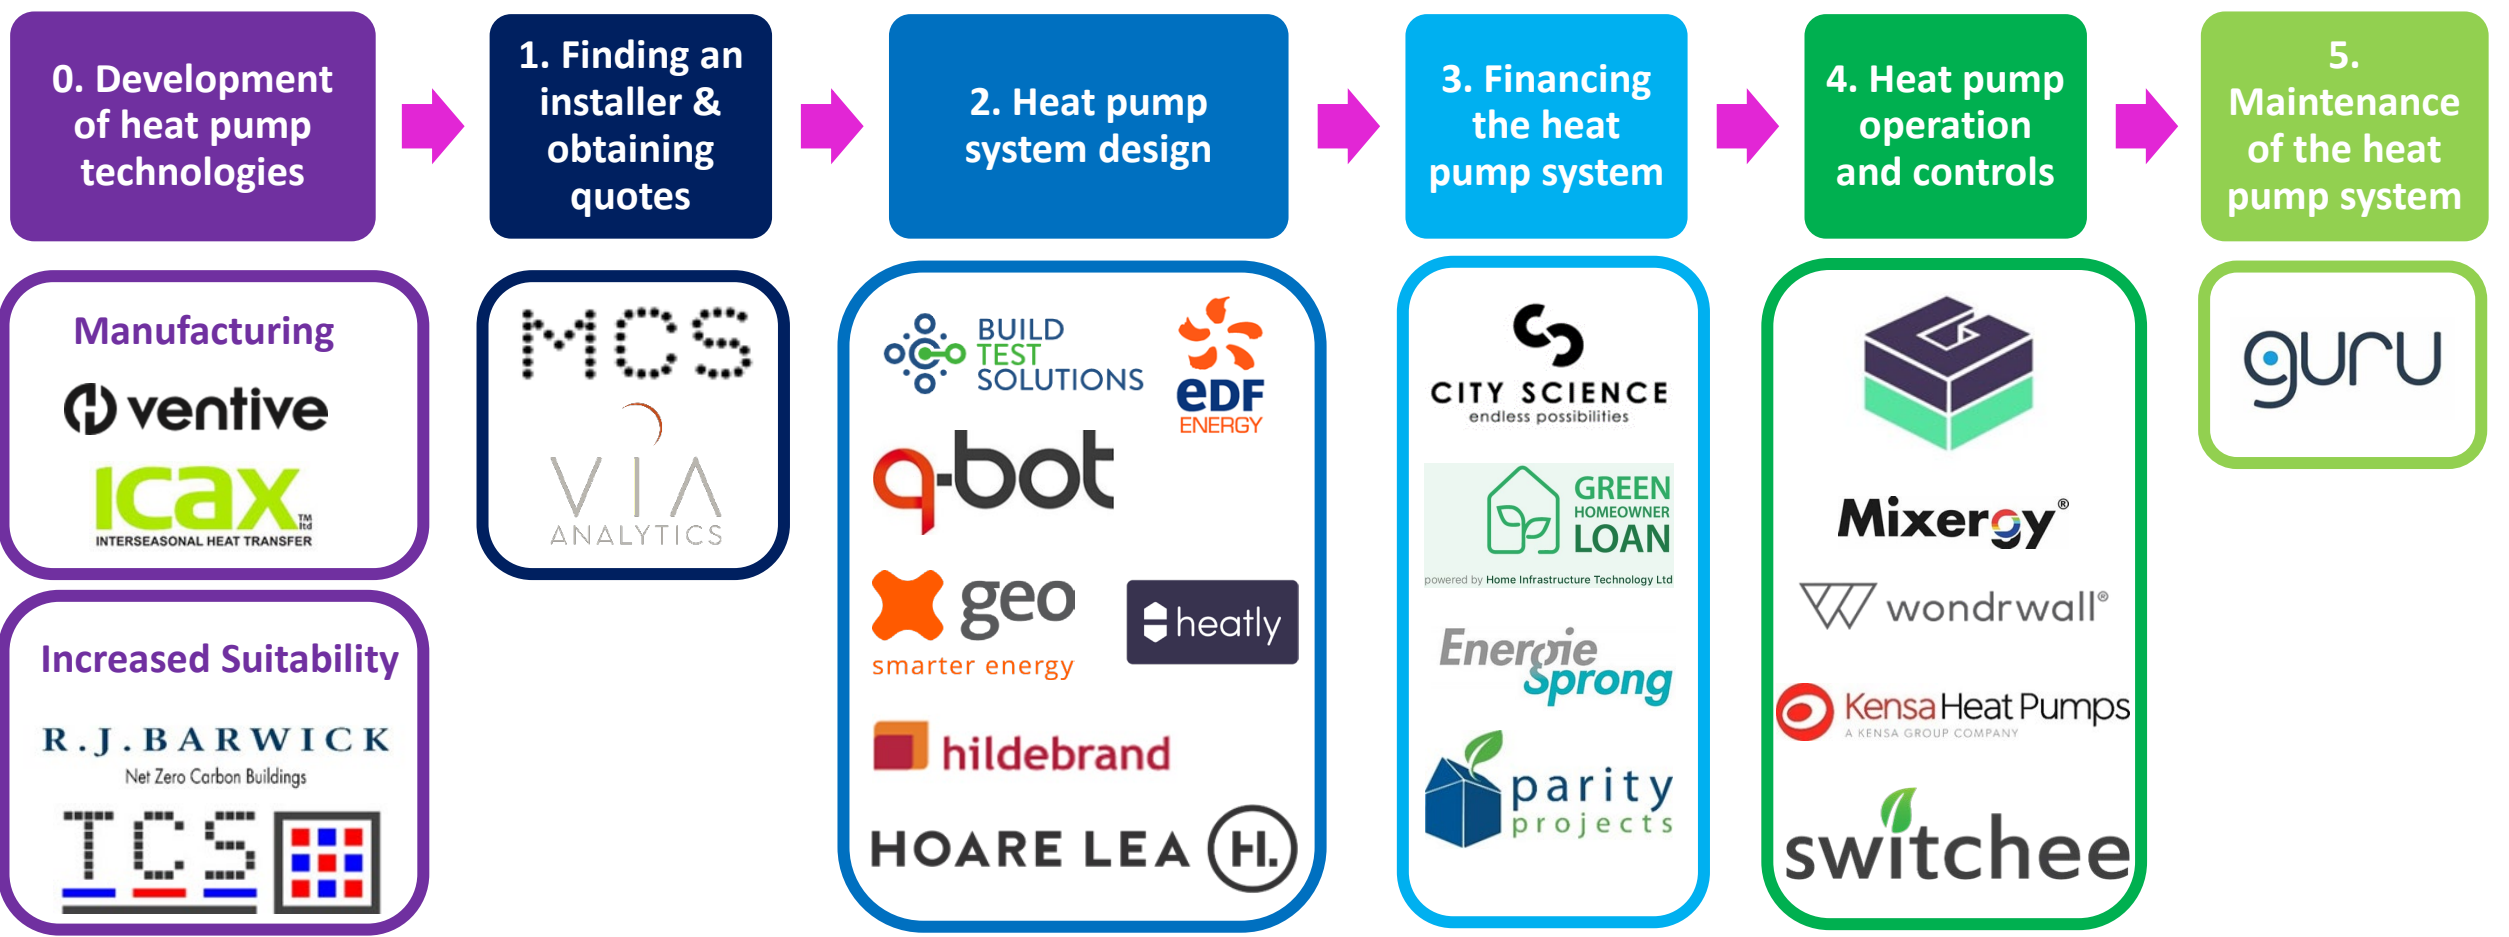 0. Development
of heat pump
technologies
1. Finding an
installer &
obtaining
quotes
2. Heat pump
system design
3. Financing
the heat
pump system
4. Heat pump
operation
and controls
5.
Maintenance
of the heat
pump system
Manufacturing
ventive
icax
TM
ltd
INTERSEASONAL HEAT TRANSFER
Increased Suitability
R.J.BARWICK
Net Zero Carbon Buildings
TCS
MCS
VIA
ANALYTICS
BUILD
TEST
SOLUTIONS
eDF
ENERGY
q-bot
geo
smarter energy
heatly
hildebrand
HOARE LEA H.
CITY SCIENCE
endless possibilities
GREEN
HOMEOWNER
LOAN
powered by Home Infrastructure Technology Ltd
Energie
Sprong
parity
projects
Mixergy®
wondrwall®
Kensa Heat Pumps
A KENSA GROUP COMPANY
switchee
guru